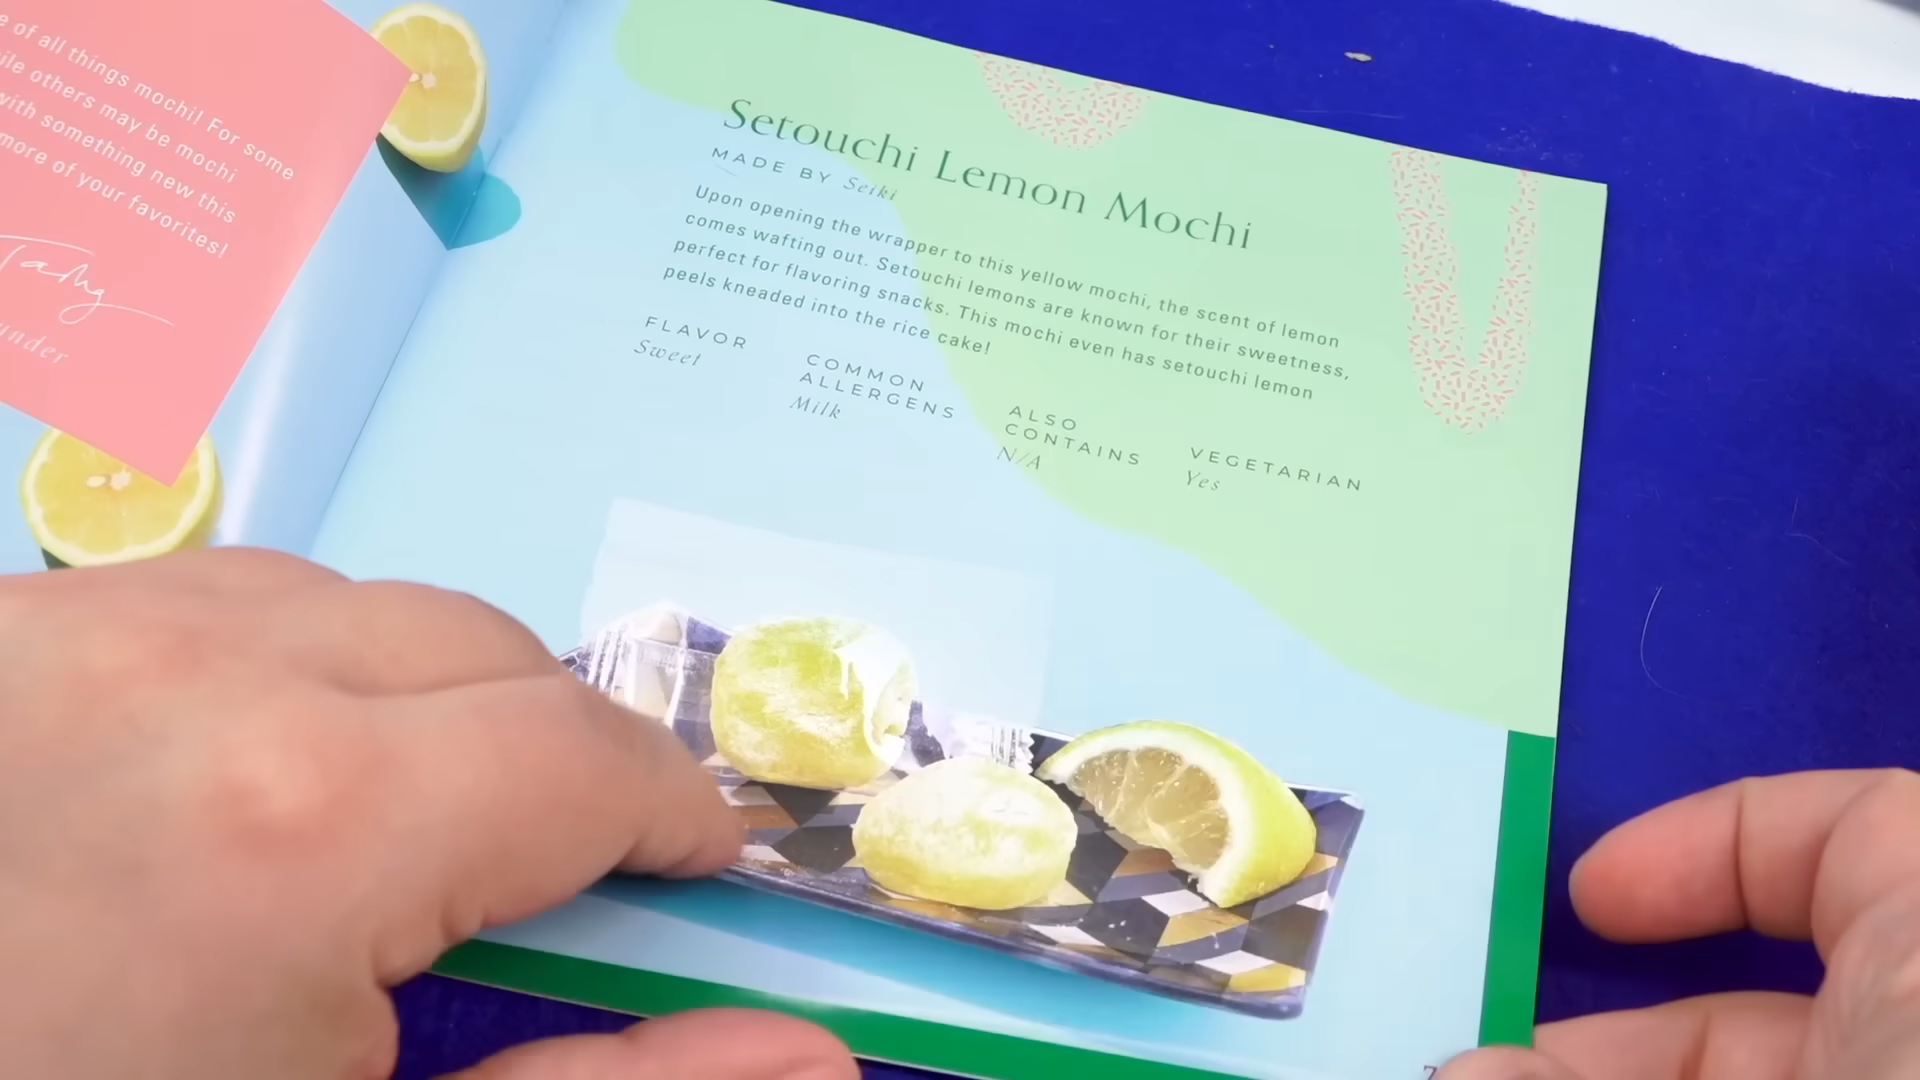 e of all things mochi! For some
ile others may be mochi
with something new this
more of your favorites!
Setouchi Lemon Mochi
MADE BY Seiki
Upon opening the wrapper to this yellow mochi, the scent of lemon
comes wafting out. Setouchi lemons are known for their sweetness,
perfect for flavoring snacks. This mochi even has setouchi lemon
peels kneaded into the rice cake!
FLAVOR
Sweet
COMMON
ALLERGENS
Milk
ALSO
CONTAINS
N/A
VEGETARIAN
Yes
7